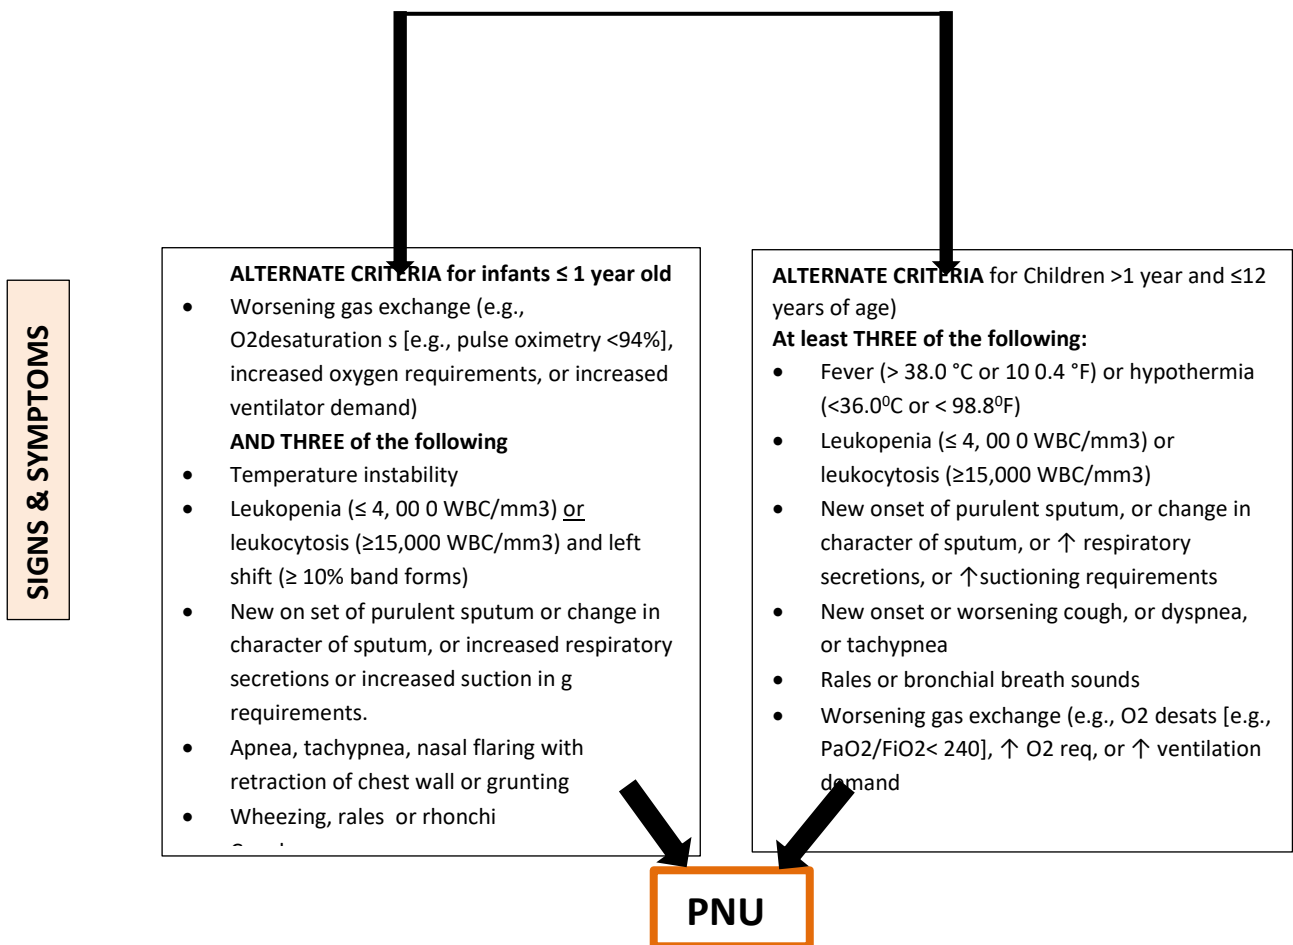 SIGNS & SYMPTOMS
ALTERNATE CRITERIA for infants ≤ 1 year old
• Worsening gas exchange (e.g.,
O2desaturation s [e.g., pulse oximetry <94%],
increased oxygen requirements, or increased
ventilator demand)
AND THREE of the following
• Temperature instability
• Leukopenia (≤ 4, 00 0 WBC/mm3) or
leukocytosis (≥15,000 WBC/mm3) and left
shift (≥ 10% band forms)
• New on set of purulent sputum or change in
character of sputum, or increased respiratory
secretions or increased suction in g
requirements.
• Apnea, tachypnea, nasal flaring with
retraction of chest wall or grunting
• Wheezing, rales or rhonchi
ALTERNATE CRITERIA for Children >1 year and ≤12
years of age)
At least THREE of the following:
• Fever (> 38.0 °C or 10 0.4 °F) or hypothermia
(<36.0⁰C or < 98.8⁰F)
• Leukopenia (≤ 4, 00 0 WBC/mm3) or
leukocytosis (≥15,000 WBC/mm3)
• New onset of purulent sputum, or change in
character of sputum, or ↑ respiratory
secretions, or ↑suctioning requirements
• New onset or worsening cough, or dyspnea,
or tachypnea
• Rales or bronchial breath sounds
• Worsening gas exchange (e.g., O2 desats [e.g.,
PaO2/FiO2< 240], ↑ O2 req, or ↑ ventilation
demand
PNU